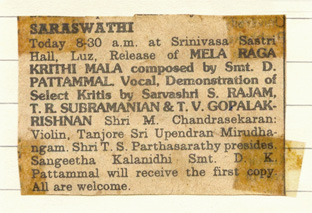 SARASWATHI
Today 8-30 a.m. at Srinivasa Sastri
Hall, Luz, Release of MELA RAGA
KRITHI MALA composed by Smt. D.
PATTAMMAL. Vocal, Demonstration of
Select Kritis by Sarvashri S. RAJAM,
T. R. SUBRAMANIAN & T. V. GOPALAK-
RISHNAN Shri M. Chandrasekaran:
Violin, Tanjore Sri Upendran Mirudha-
ngam. Shri T. S. Parthasarathy presides.
Sangeetha Kalanidhi Smt. D. K.
Pattammal will receive the first copy.
All are welcome.